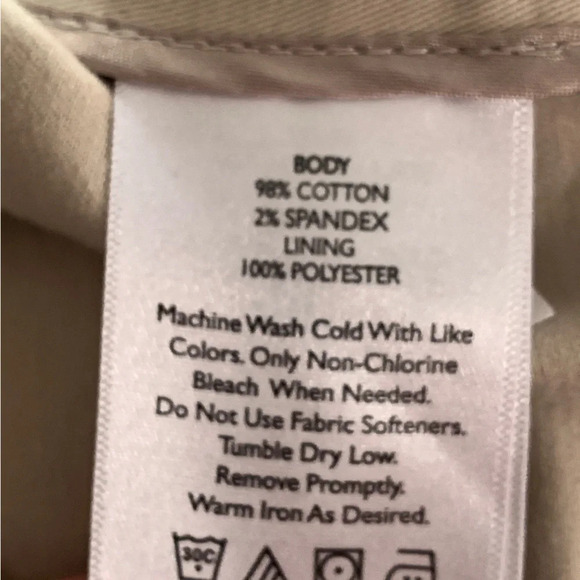 BODY
98% COTTON
2% SPANDEX
LINING
100% POLYESTER
Machine Wash Cold With Like
Colors. Only Non-Chlorine
Bleach When Needed.
Do Not Use Fabric Softeners.
Tumble Dry Low.
Remove Promptly.
Warm Iron As Desired.
30C